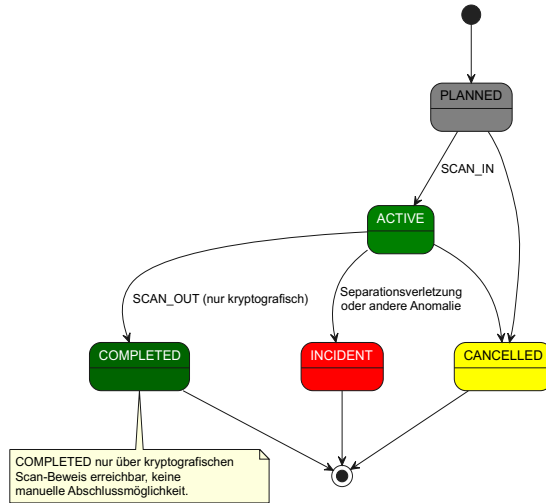 PLANNED
SCAN_IN
ACTIVE
SCAN_OUT (nur kryptografisch)
Separationsverletzung
oder andere Anomalie
COMPLETED
INCIDENT
CANCELLED
COMPLETED nur über kryptografischen
Scan-Beweis erreichbar, keine
manuelle Abschlussmöglichkeit.